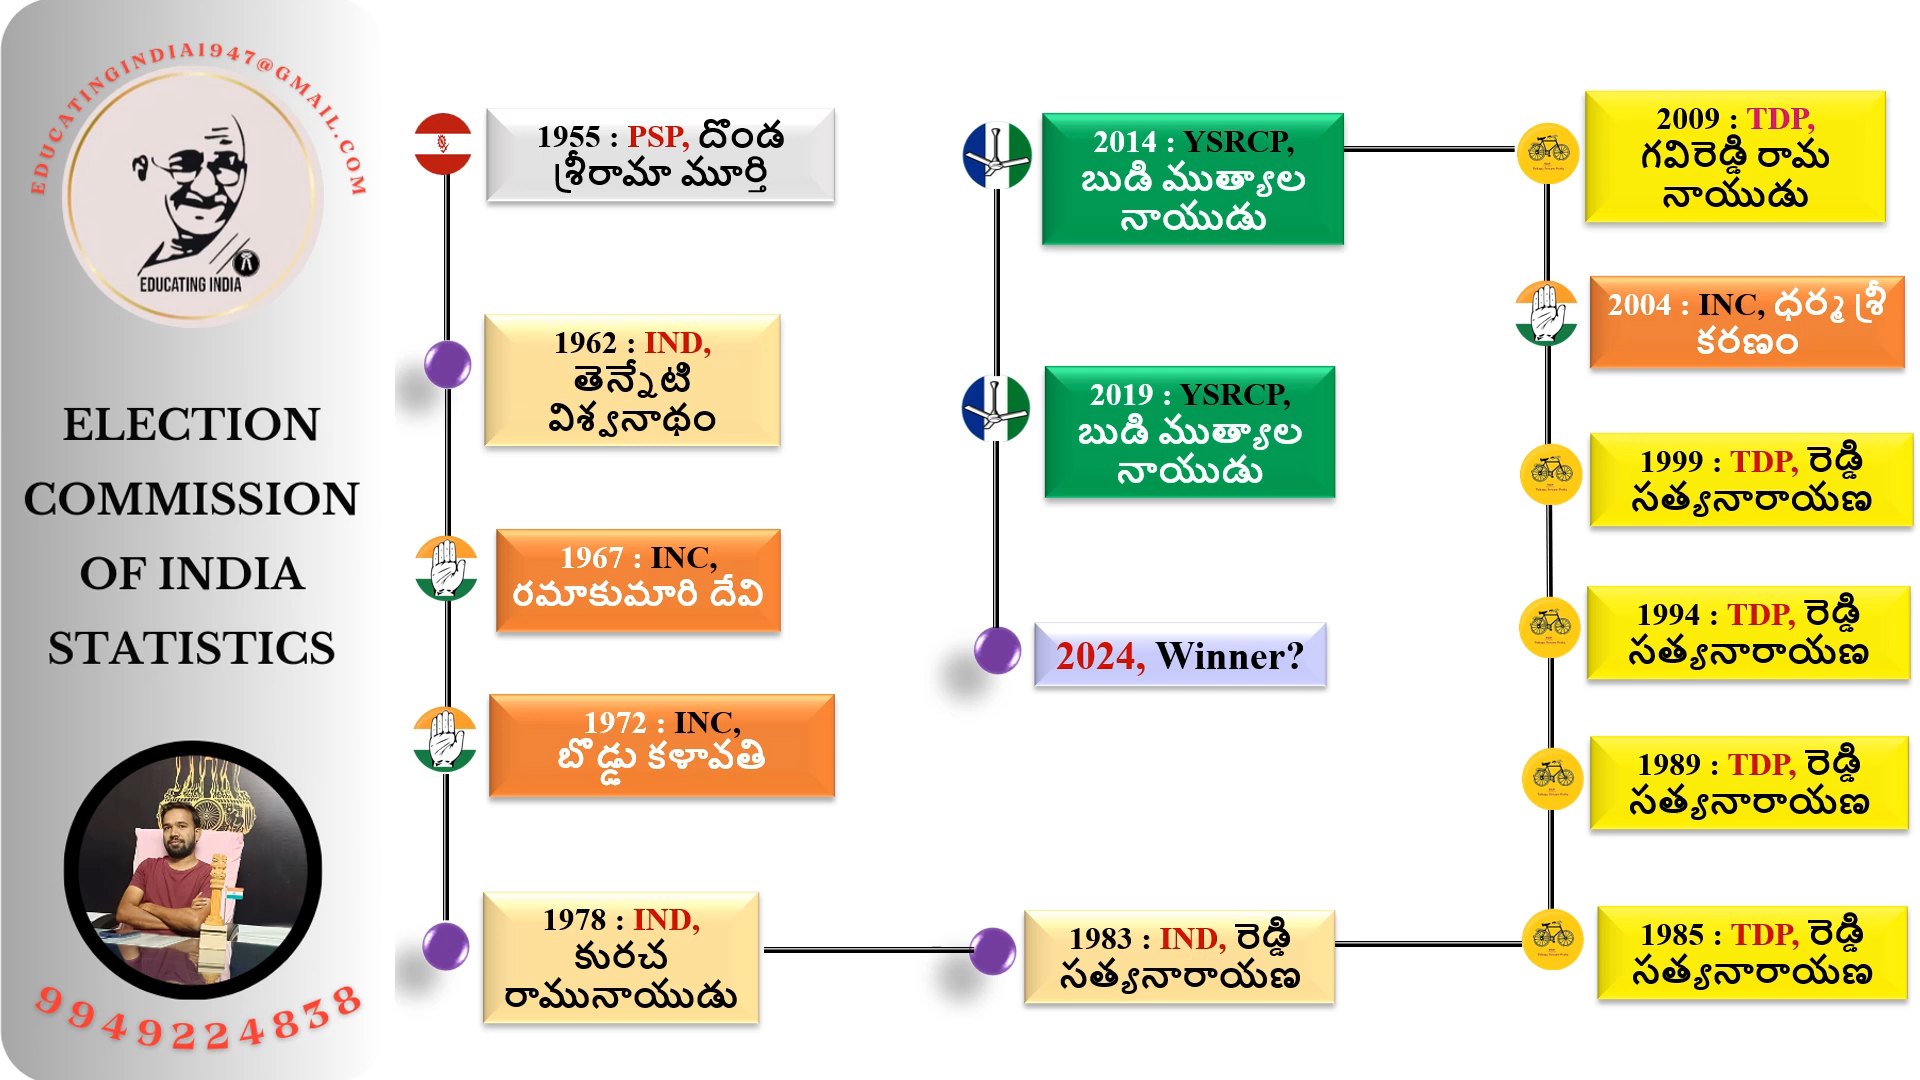 EDUCATINGINDIA1947@GMAIL.COM
EDUCATING INDIA
ELECTION
COMMISSION
OF INDIA
STATISTICS
9949224838
1955 : PSP, దొండ
శ్రీరామా మూర్తి
1962 : IND,
తెన్నేటి
విశ్వనాథం
1967 : INC,
రమాకుమారి దేవి
1972 : INC,
బొడ్డు కళావతి
1978 : IND,
కురచ
రామునాయుడు
1983 : IND, రెడ్డి
సత్యనారాయణ
1985 : TDP, రెడ్డి
సత్యనారాయణ
1989 : TDP, రెడ్డి
సత్యనారాయణ
1994 : TDP, రెడ్డి
సత్యనారాయణ
1999 : TDP, రెడ్డి
సత్యనారాయణ
2004 : INC, ధర్మ శ్రీ
కరణం
2009 : TDP,
గవిరెడ్డి రామ
నాయుడు
2014 : YSRCP,
బుడి ముత్యాల
నాయుడు
2019 : YSRCP,
బుడి ముత్యాల
నాయుడు
2024, Winner?